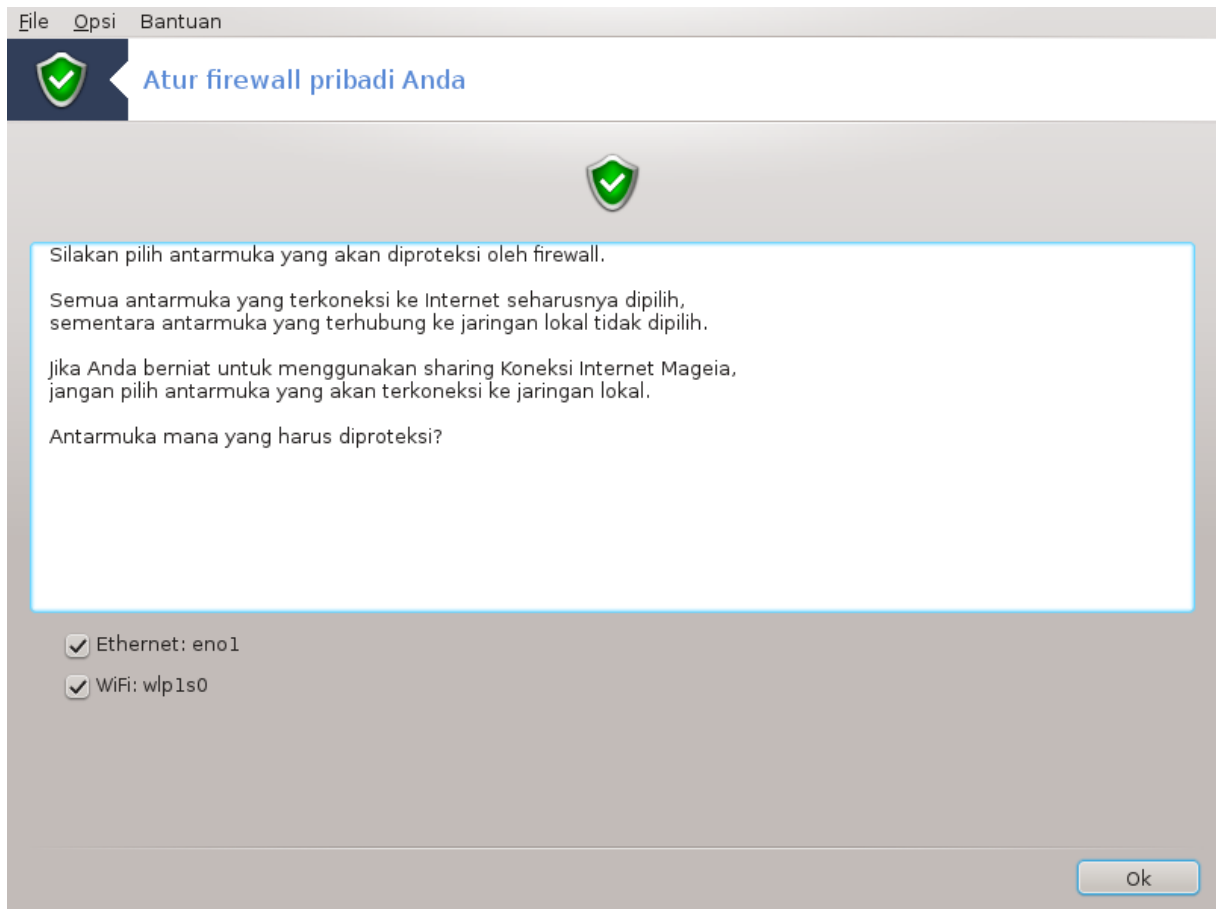 File Opsi Bantuan
Atur firewall pribadi Anda
Silakan pilih antarmuka yang akan diproteksi oleh firewall.
Semua antarmuka yang terkoneksi ke Internet seharusnya dipilih,
sementara antarmuka yang terhubung ke jaringan lokal tidak dipilih.
Jika Anda berniat untuk menggunakan sharing Koneksi Internet Mageia,
jangan pilih antarmuka yang akan terkoneksi ke jaringan lokal.
Antarmuka mana yang harus diproteksi?
Ethernet: eno1
WiFi: wlp1s0
Ok